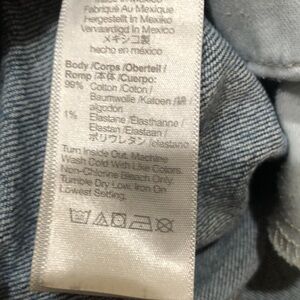 Fabriqué Au Mexique
Hergestellt In Mexiko
Vervaardigd In Mexico
メキシコ製
hecho en méxico
Body /Corps /Oberteil /
Romp /本体 /Cuerpo:
99% Cotton /Coton /
Baumwolle /Katoen /綿
algodon
1% Elastane /Élasthanne /
Elastan /Elastaan /
ポリウレタン /elastano
Turn Inside Out. Machine
Wash Cold With Like Colors.
Non-Chlorine Bleach Only.
Tumble Dry Low. Iron On
Lowest Setting.